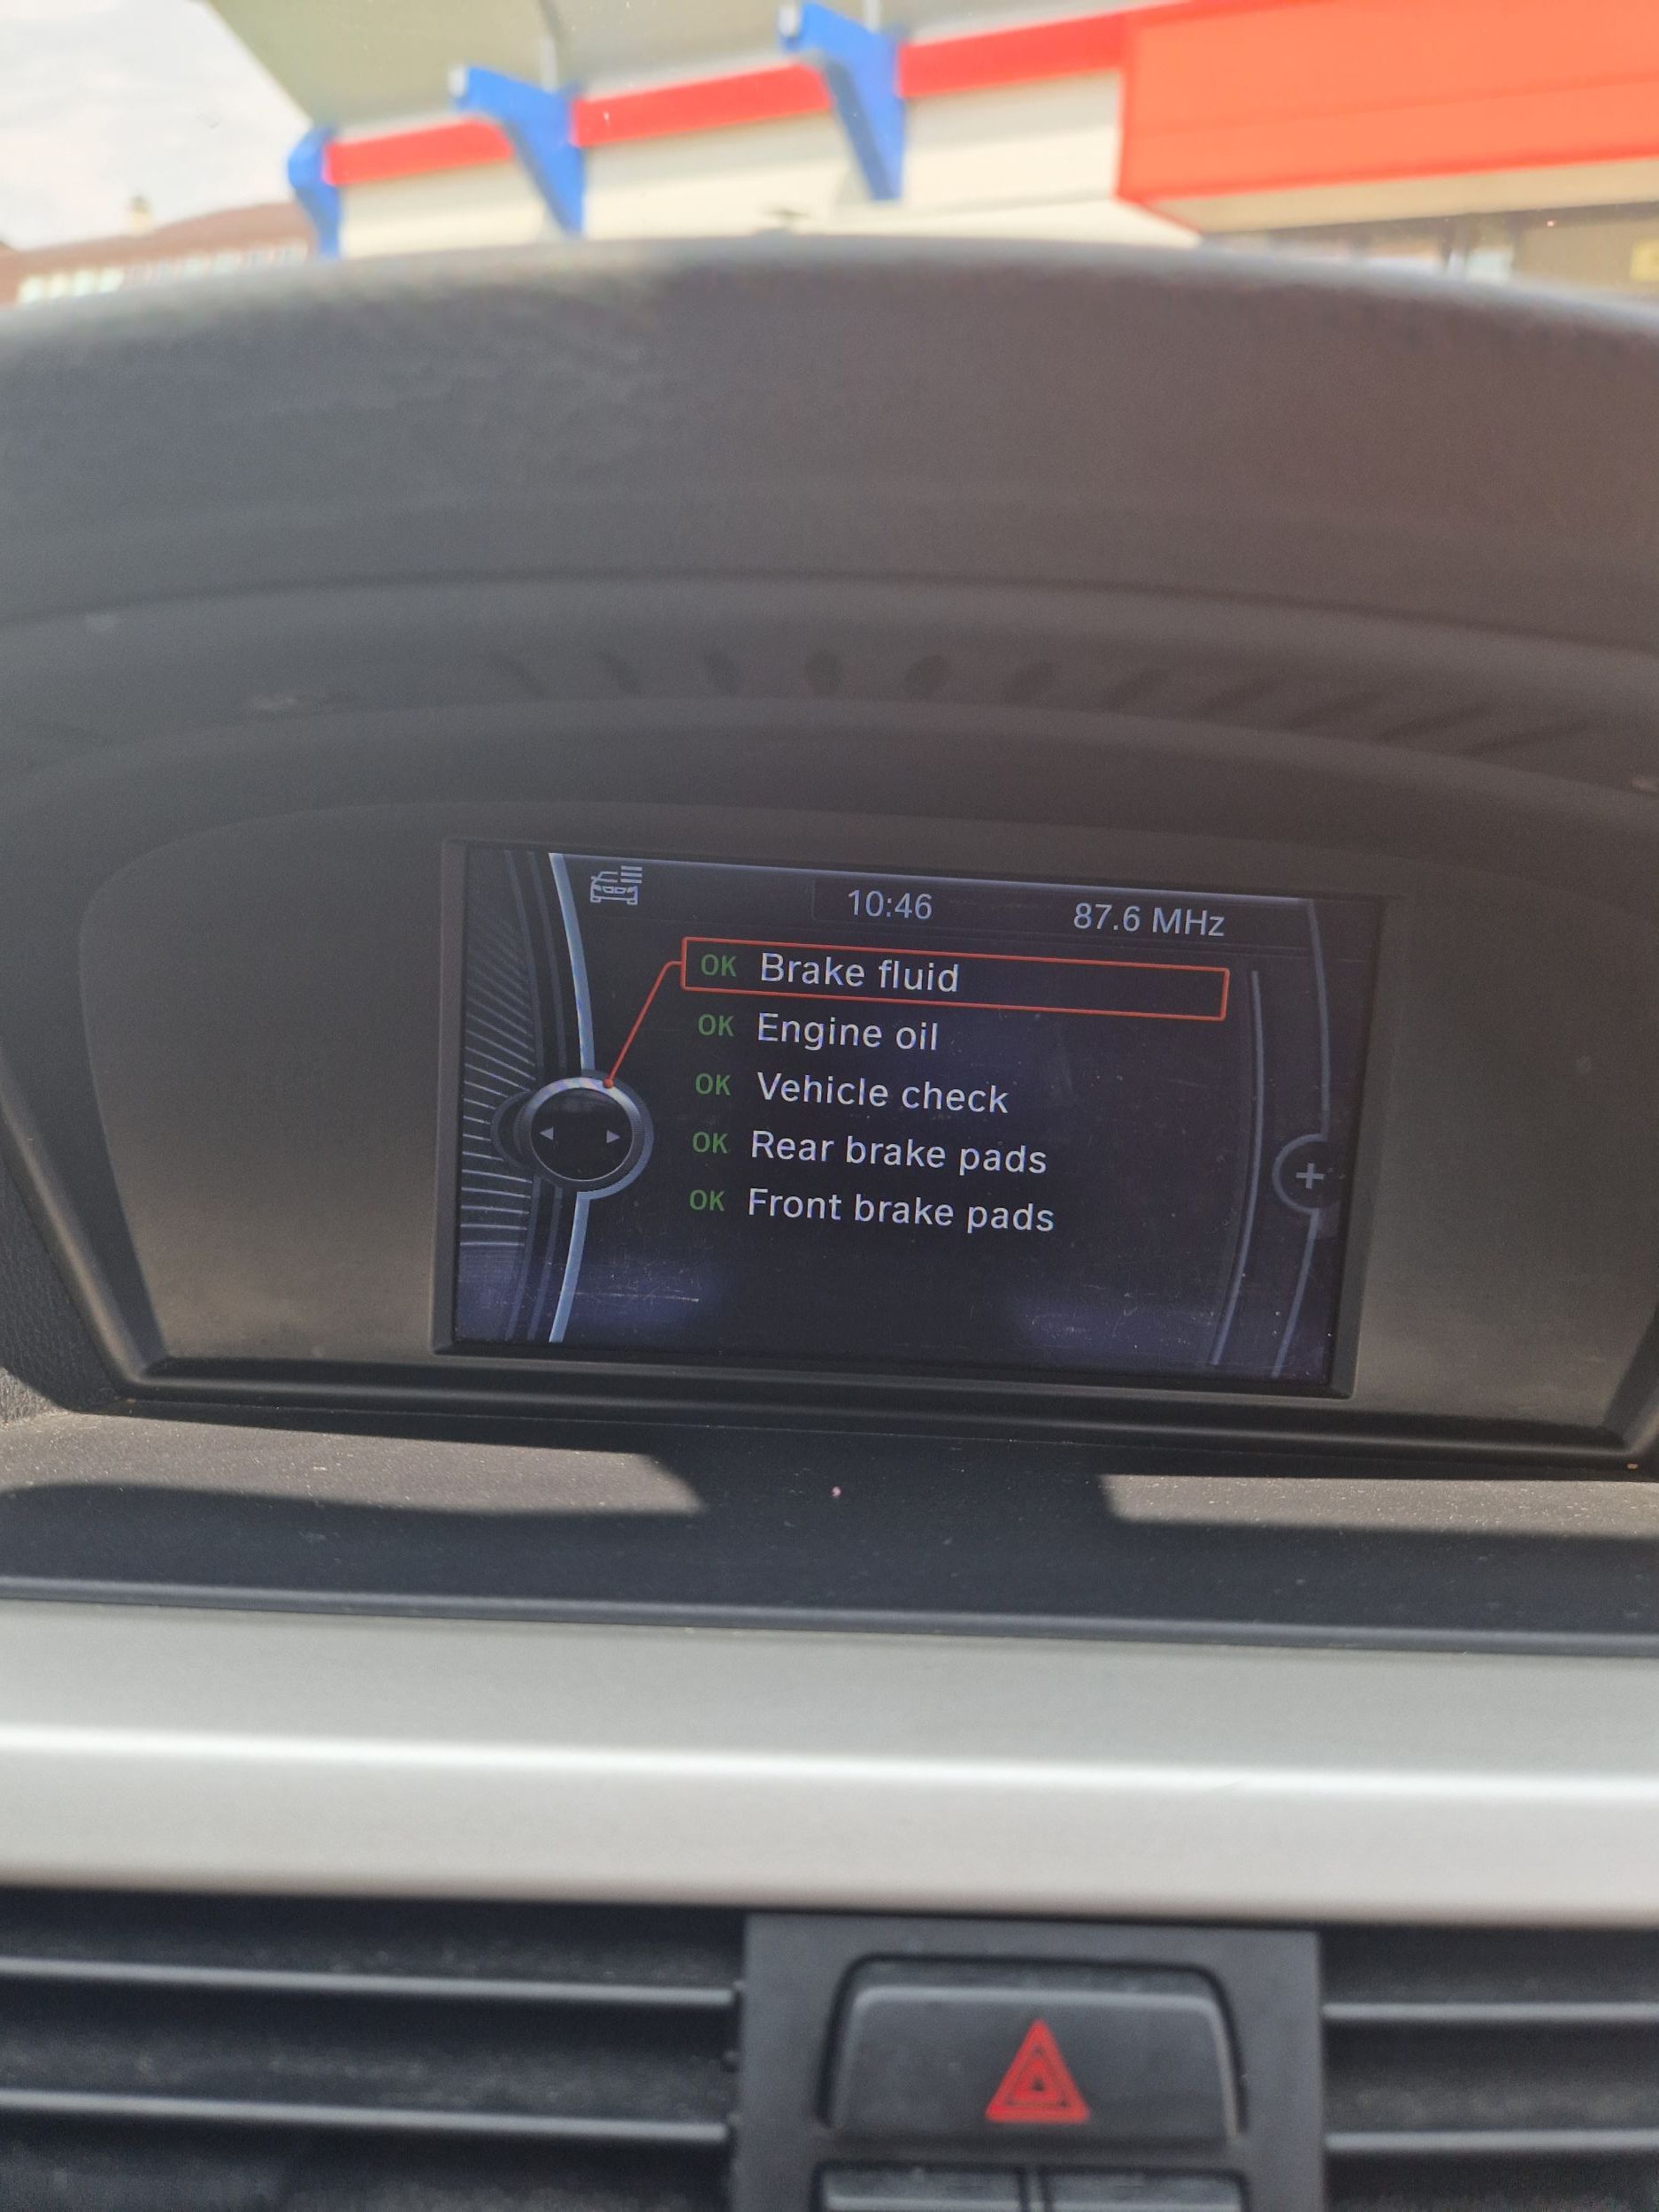 10:46 87.6 MHz
OK Brake fluid
OK Engine oil
OK Vehicle check
OK Rear brake pads
OK Front brake pads